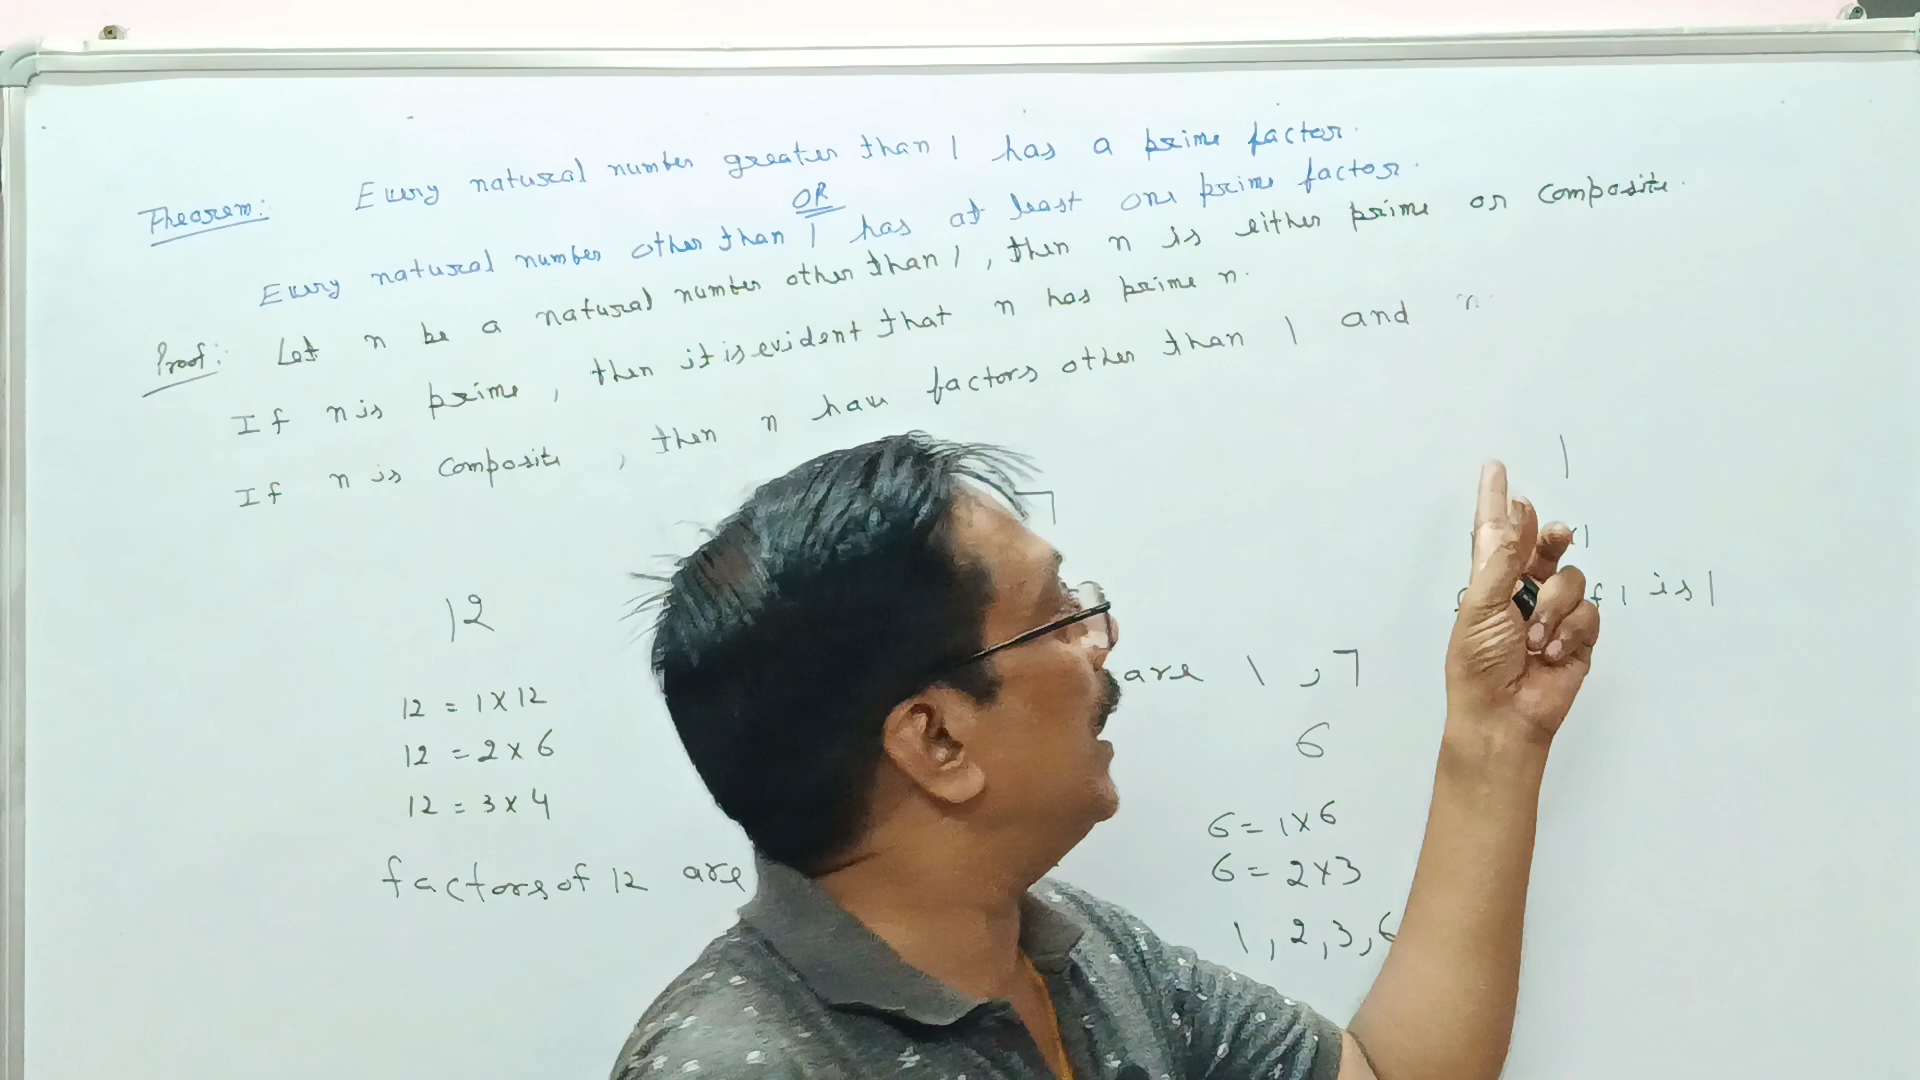 Theorem: Every natural number greater than 1 has a prime factor.
OR
Every natural number other than 1 has at least one prime factor.
Proof: Let n be a natural number other than 1, then n is either prime or composite.
If n is prime, then it is evident that n has prime n.
If n is composite, then n have factors other than 1 and n.
12
12 = 1 x 12
12 = 2 x 6
12 = 3 x 4
factors of 12 are
7
are 1, 7
6
6 = 1 x 6
6 = 2 x 3
1, 2, 3, 6
1
x 1
f 1 is 1